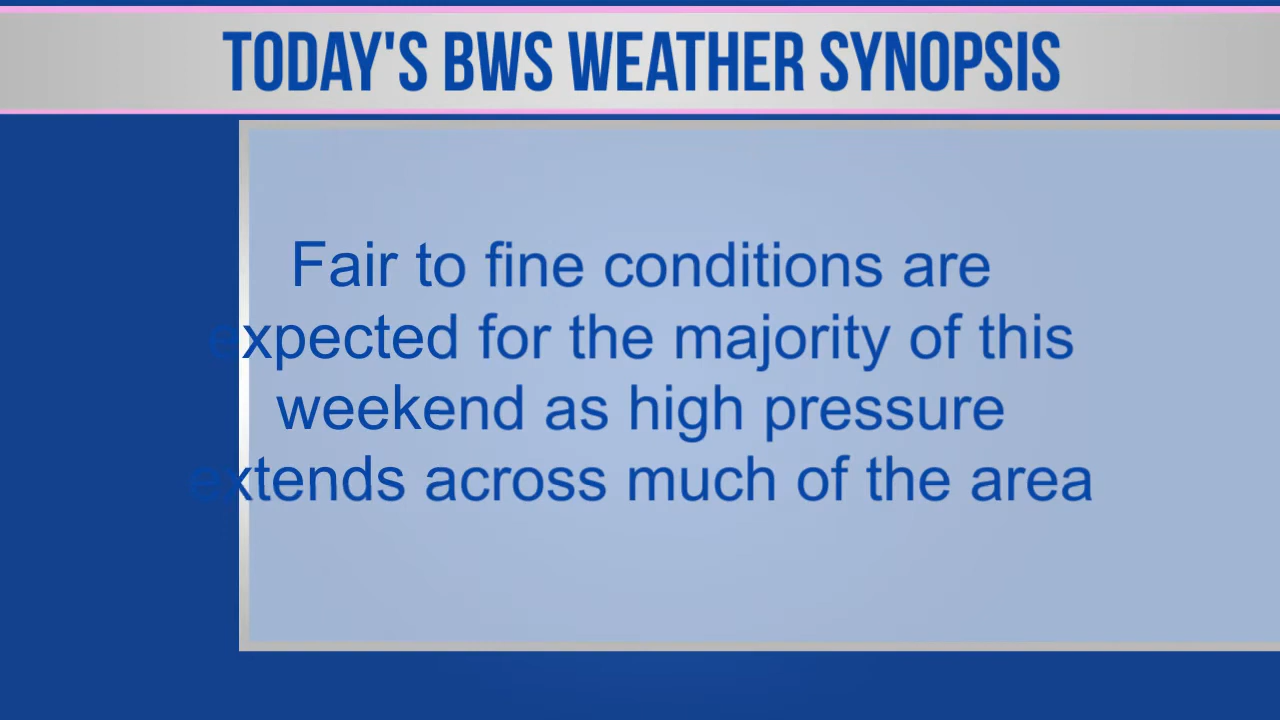 TODAY'S BWS WEATHER SYNOPSIS
Fair to fine conditions are
expected for the majority of this
weekend as high pressure
extends across much of the area